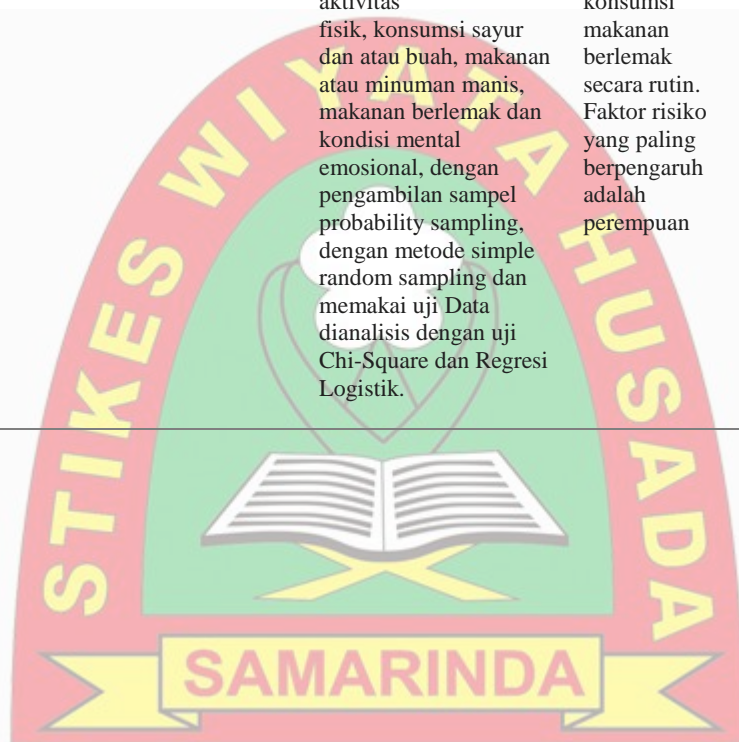 aktivitas
fisik, konsumsi sayur
dan atau buah, makanan
atau minuman manis,
makanan berlemak dan
kondisi mental
emosional, dengan
pengambilan sampel
probability sampling,
dengan metode simple
random sampling dan
memakai uji Data
dianalisis dengan uji
Chi-Square dan Regresi
Logistik.
konsumsi
makanan
berlemak
secara rutin.
Faktor risiko
yang paling
berpengaruh
adalah
perempuan
STIKES WIYATA HUSADA
SAMARINDA